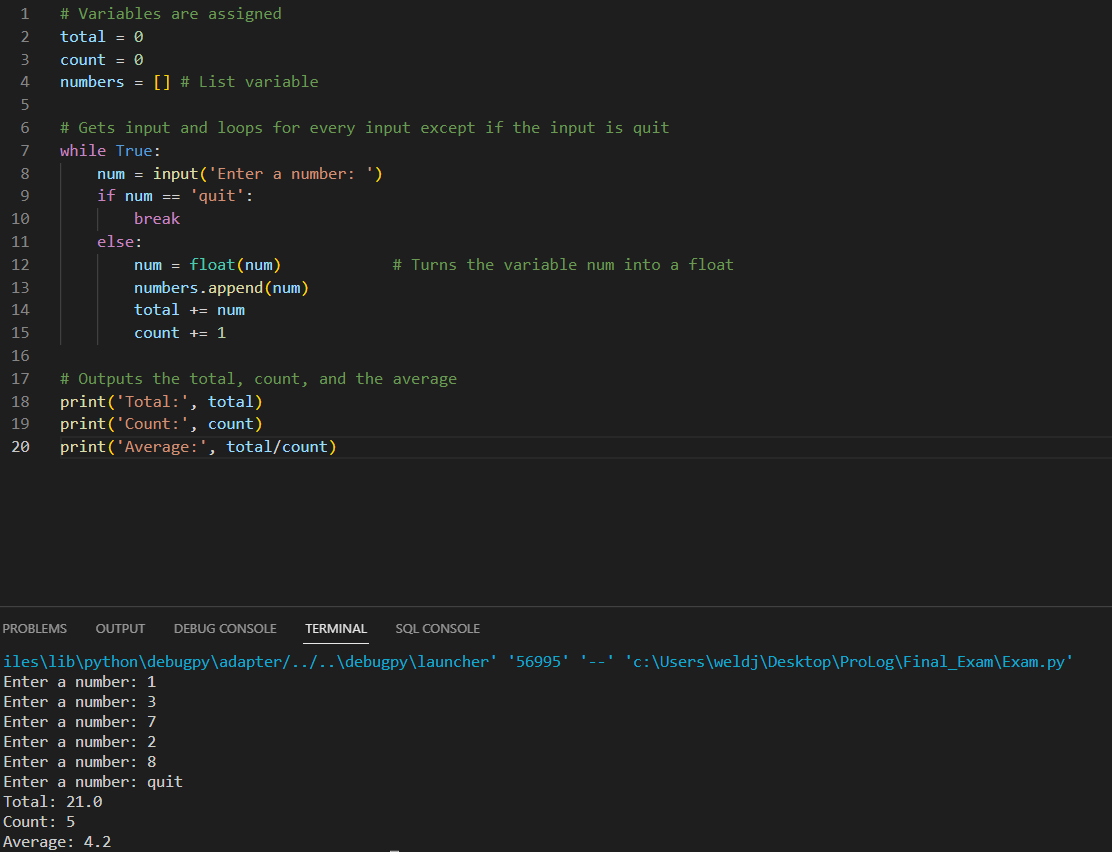 1 # Variables are assigned
2 total = 0
3 count = 0
4 numbers = [] # List variable
5
6 # Gets input and loops for every input except if the input is quit
7 while True:
8     num = input('Enter a number: ')
9     if num == 'quit':
10         break
11     else:
12         num = float(num)            # Turns the variable num into a float
13         numbers.append(num)
14         total += num
15         count += 1
16
17 # Outputs the total, count, and the average
18 print('Total:', total)
19 print('Count:', count)
20 print('Average:', total/count)
PROBLEMS OUTPUT DEBUG CONSOLE TERMINAL SQL CONSOLE
iles\lib\python\debugpy\adapter/../..\debugpy\launcher' '56995' '--' 'c:\Users\weldj\Desktop\ProLog\Final_Exam\Exam.py'
Enter a number: 1
Enter a number: 3
Enter a number: 7
Enter a number: 2
Enter a number: 8
Enter a number: quit
Total: 21.0
Count: 5
Average: 4.2